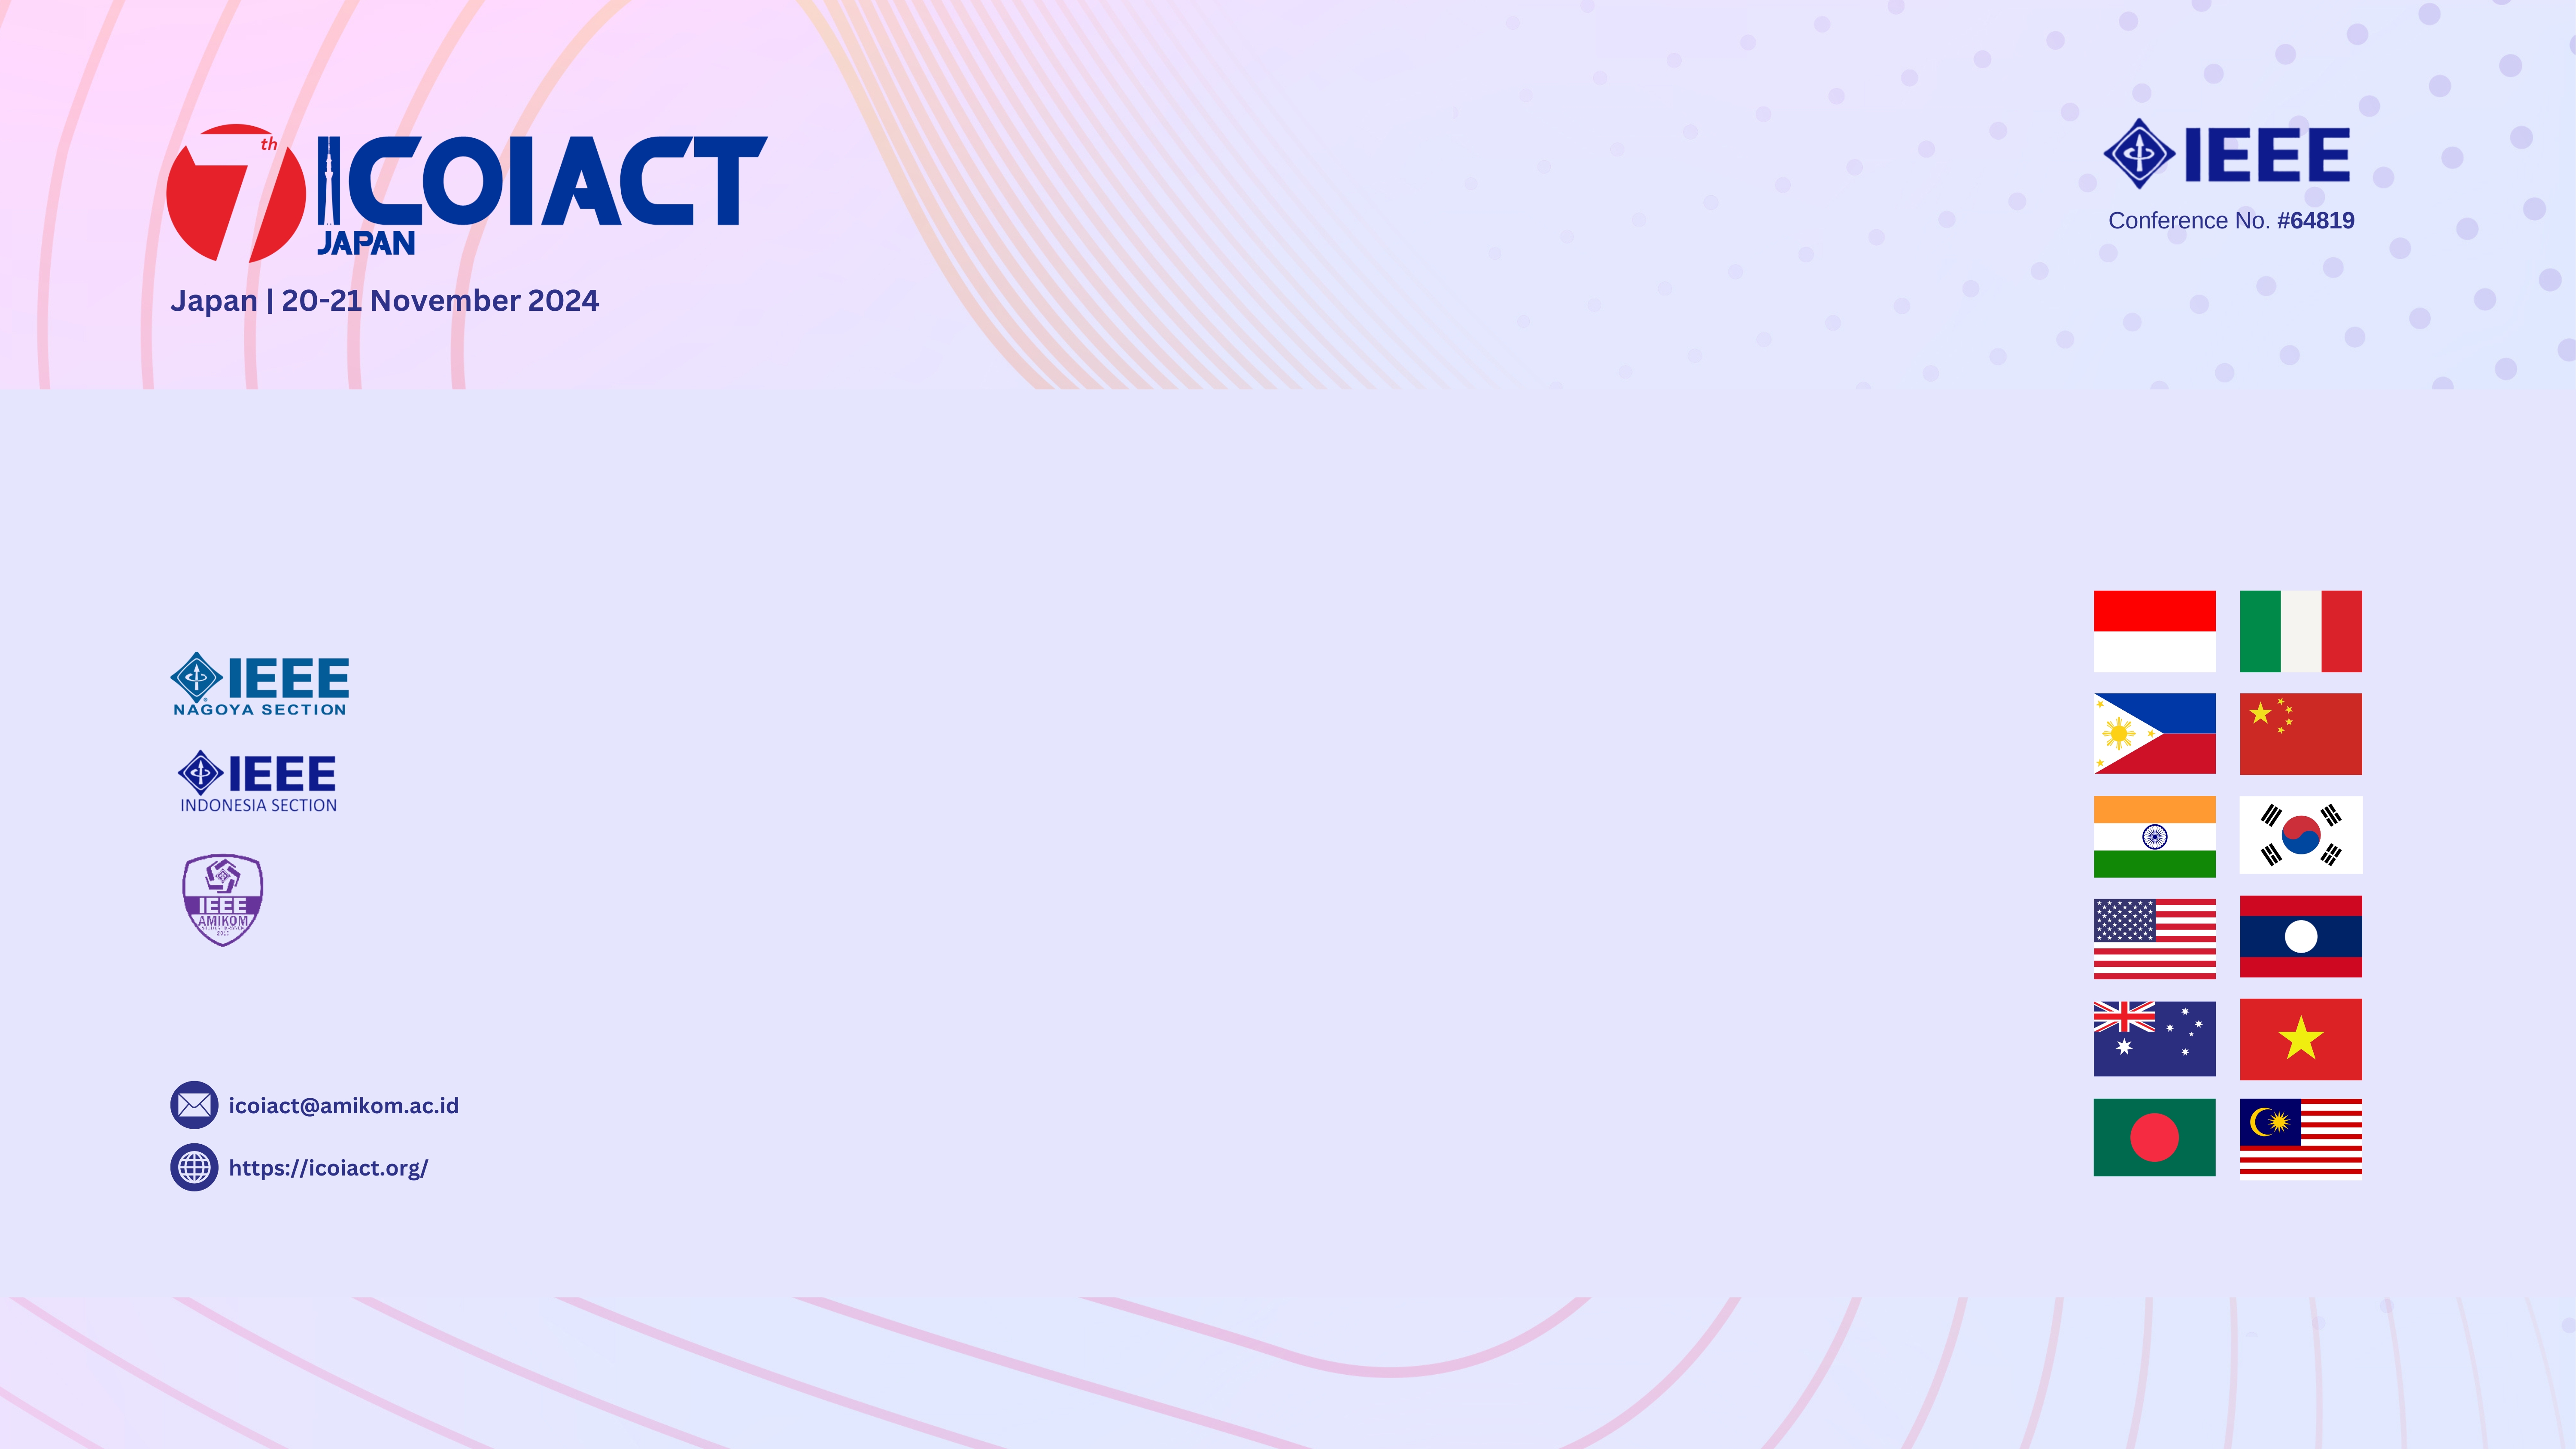 7th ICOIACT
JAPAN
Japan | 20-21 November 2024
IEEE
Conference No. #64819
IEEE
NAGOYA SECTION
IEEE
INDONESIA SECTION
IEEE
AMIKOM
icoiact@amikom.ac.id
https://icoiact.org/